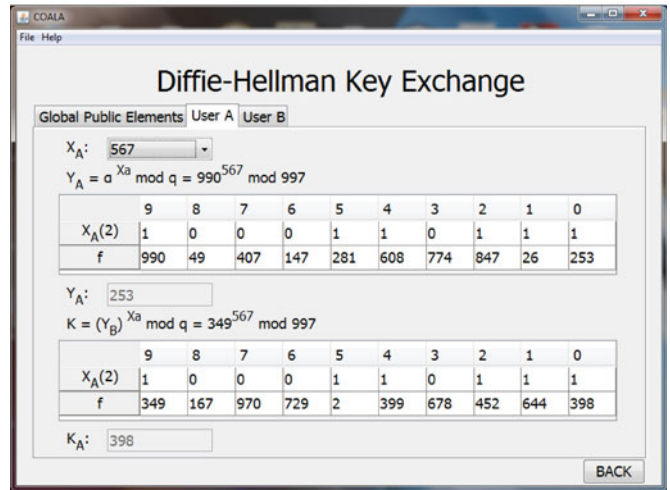 COALA
File Help
Diffie-Hellman Key Exchange
Global Public Elements User A User B
XA: 567
YA = α Xa mod q = 990^567 mod 997
9 8 7 6 5 4 3 2 1 0
XA(2) 1 0 0 0 1 1 0 1 1 1
f 990 49 407 147 281 608 774 847 26 253
YA: 253
K = (YB) Xa mod q = 349^567 mod 997
9 8 7 6 5 4 3 2 1 0
XA(2) 1 0 0 0 1 1 0 1 1 1
f 349 167 970 729 2 399 678 452 644 398
KA: 398
BACK